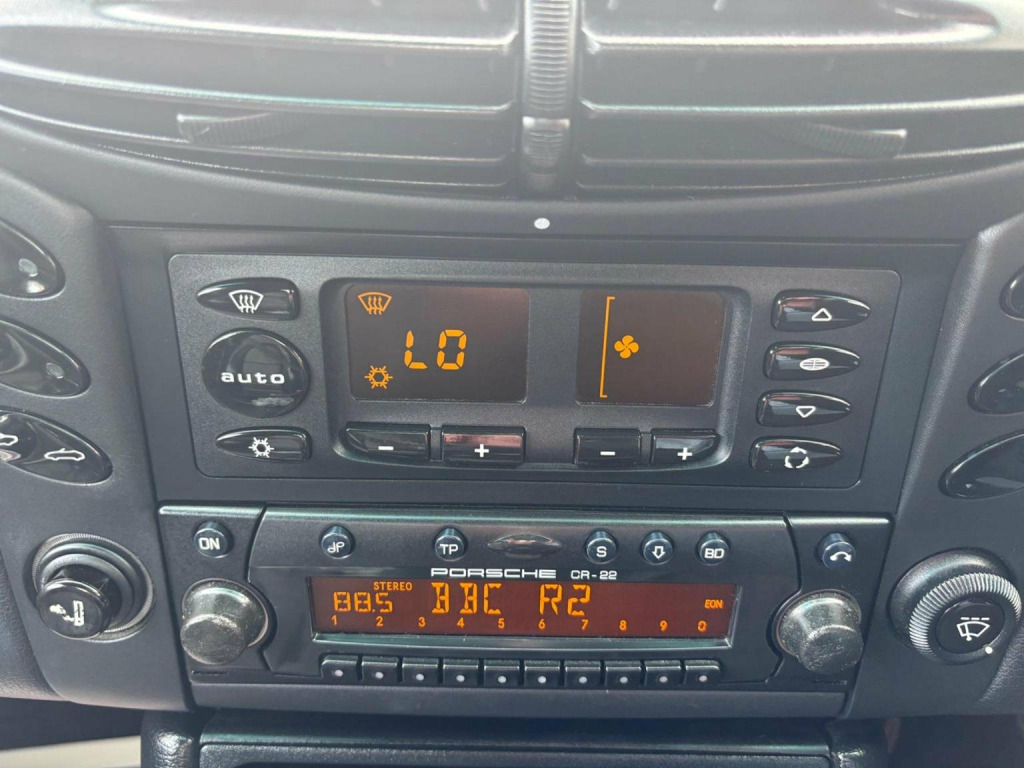 LO
auto
- + - +
ON TP S BD
PORSCHE CR-22
STEREO
88.5 BBC R2 EON
1 2 3 4 5 6 7 8 9 0